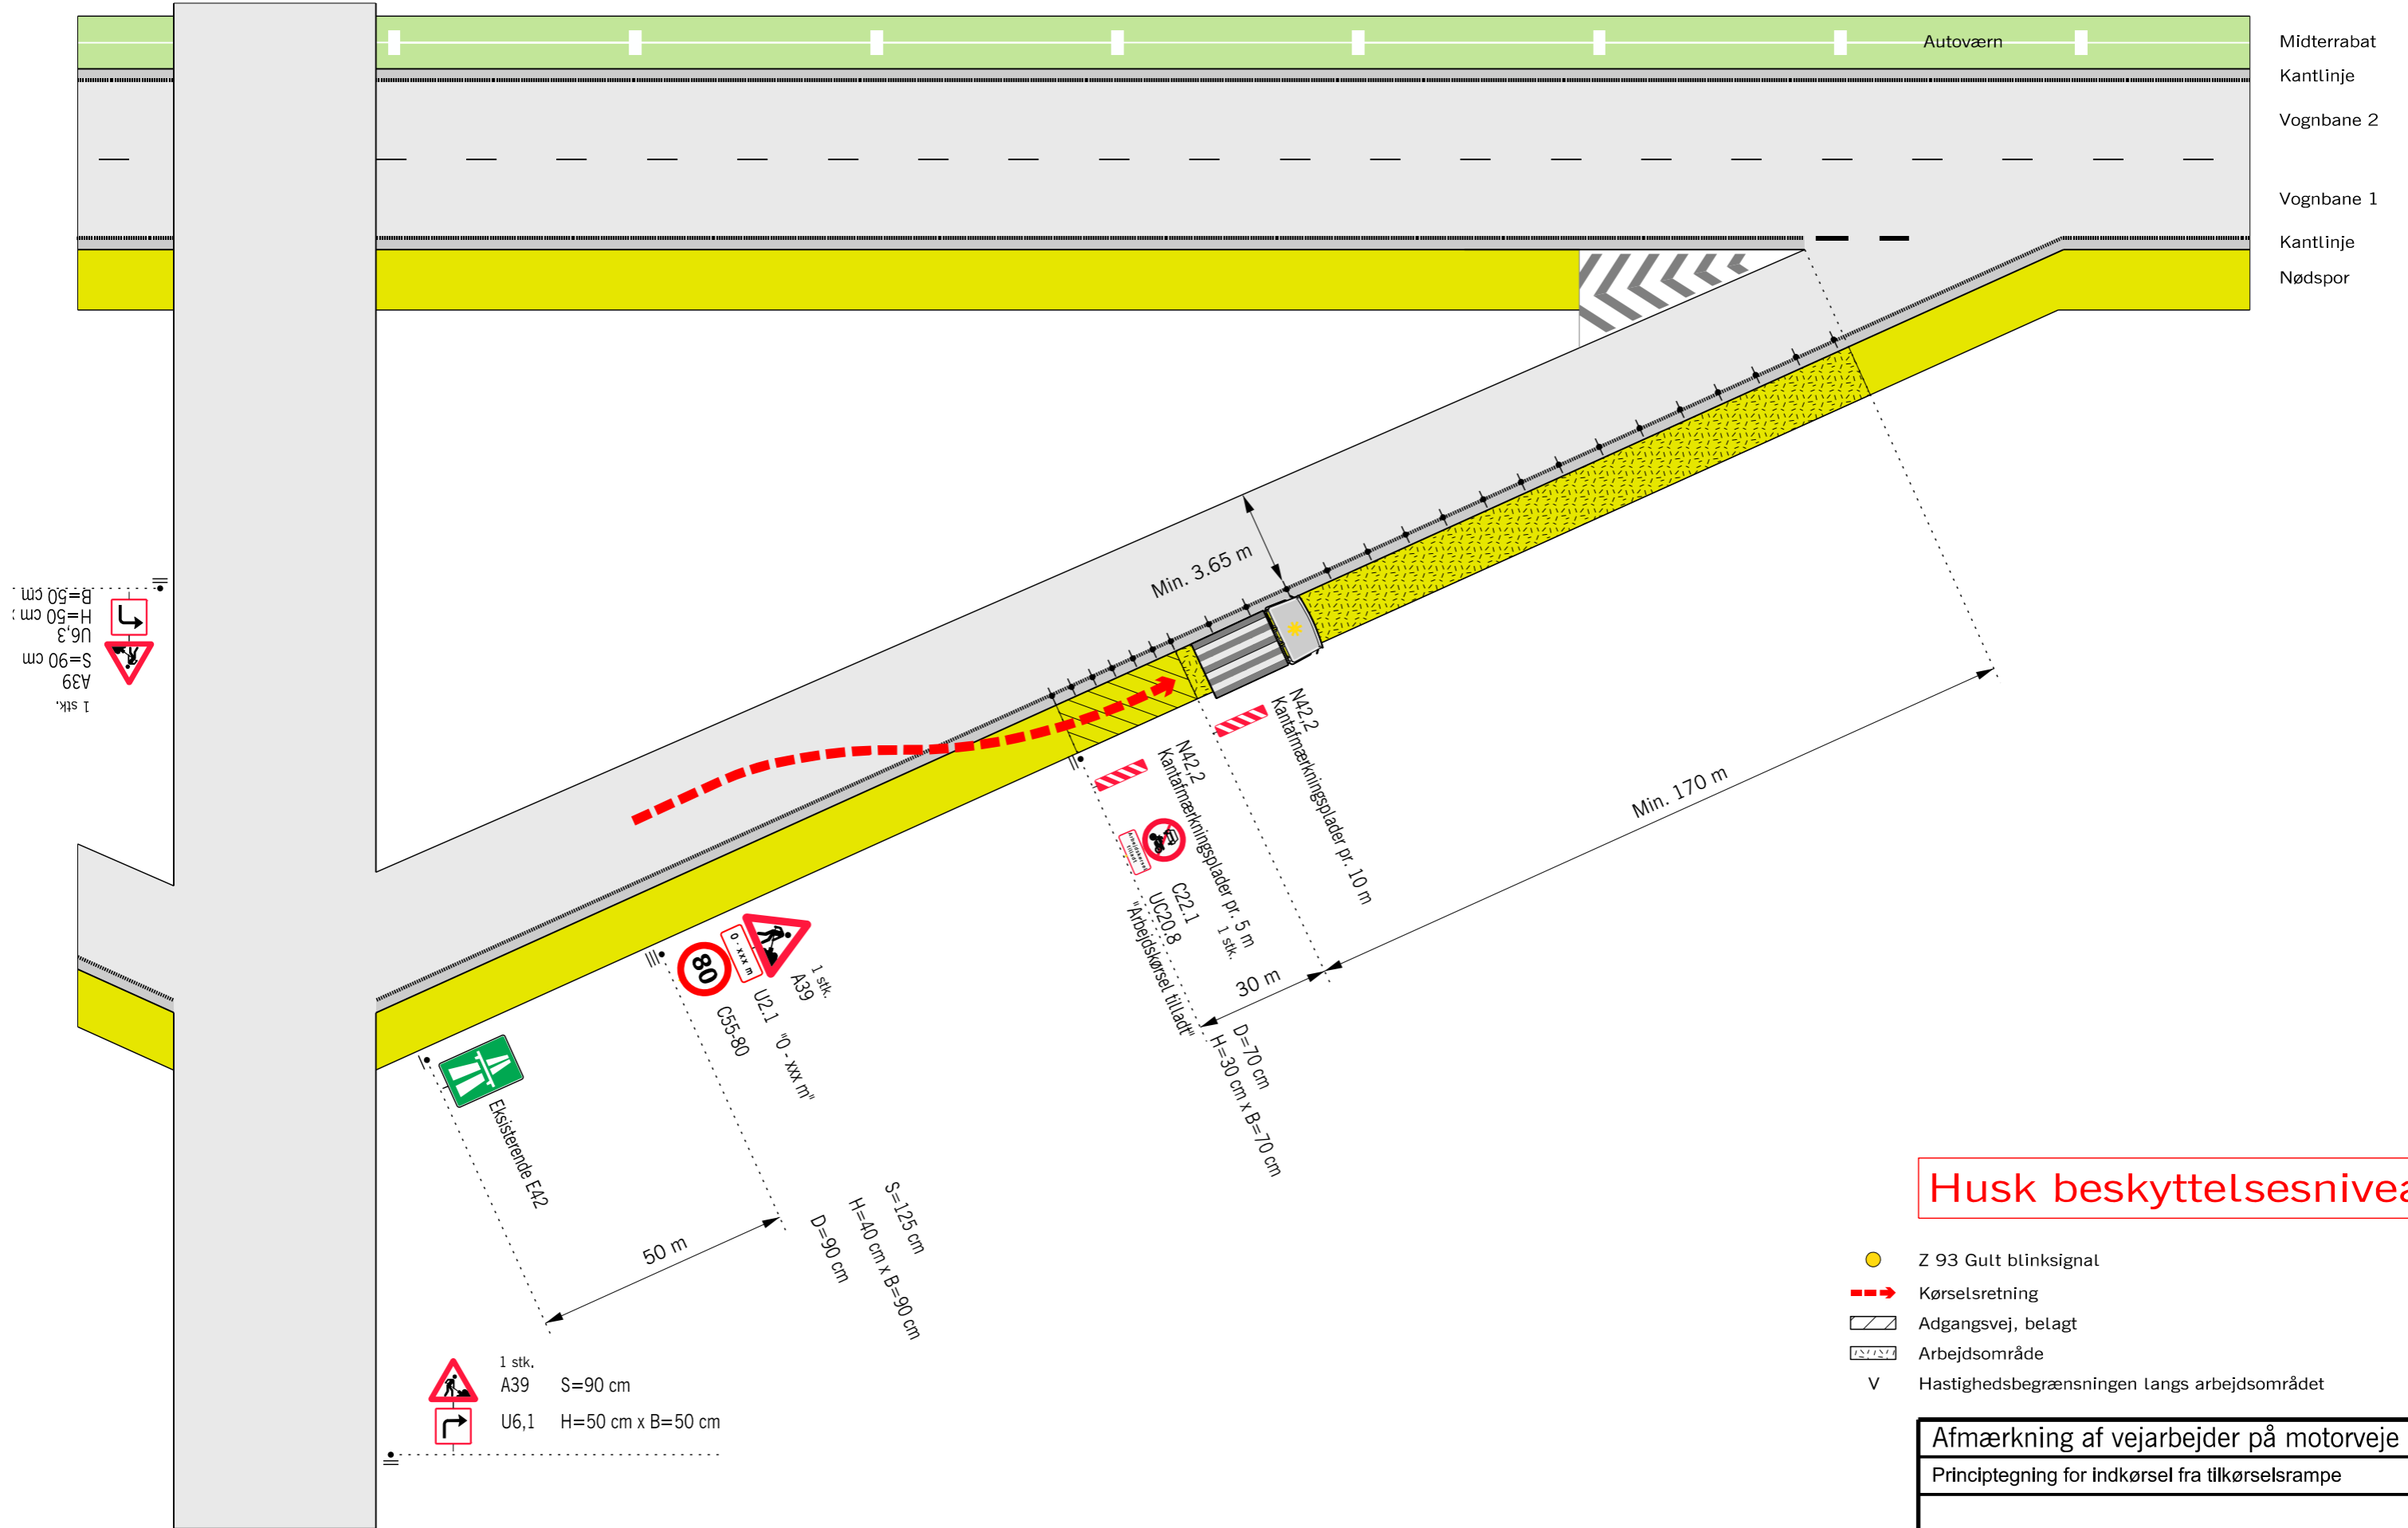 Autoværn
Midterrabat
Kantlinje
Vognbane 2
Vognbane 1
Kantlinje
Nødspor
1 stk.
A39
S=90 cm
U6,3
H=50 cm
B=50 cm
Min. 3.65 m
N42,2
Kantafmærkningsplader pr. 10 m
N42,2
Kantafmærkningsplader pr. 5 m
1 stk.
C22.1
UC20.8
"Arbejdskørsel tilladt"
Arbejdskørsel
tilladt
D=70 cm
H=30 cm x B=70 cm
30 m
Min. 170 m
1 stk.
A39
U2.1 "0 - xxx m"
C55-80
0 - xxx m
80
S=125 cm
H=40 cm x B=90 cm
D=90 cm
Eksisterende E42
50 m
1 stk.
A39 S=90 cm
U6,1 H=50 cm x B=50 cm
Husk beskyttelsesnivea
Z 93 Gult blinksignal
Kørselsretning
Adgangsvej, belagt
Arbejdsområde
V Hastighedsbegrænsningen langs arbejdsområdet
Afmærkning af vejarbejder på motorveje
Principtegning for indkørsel fra tilkørselsrampe